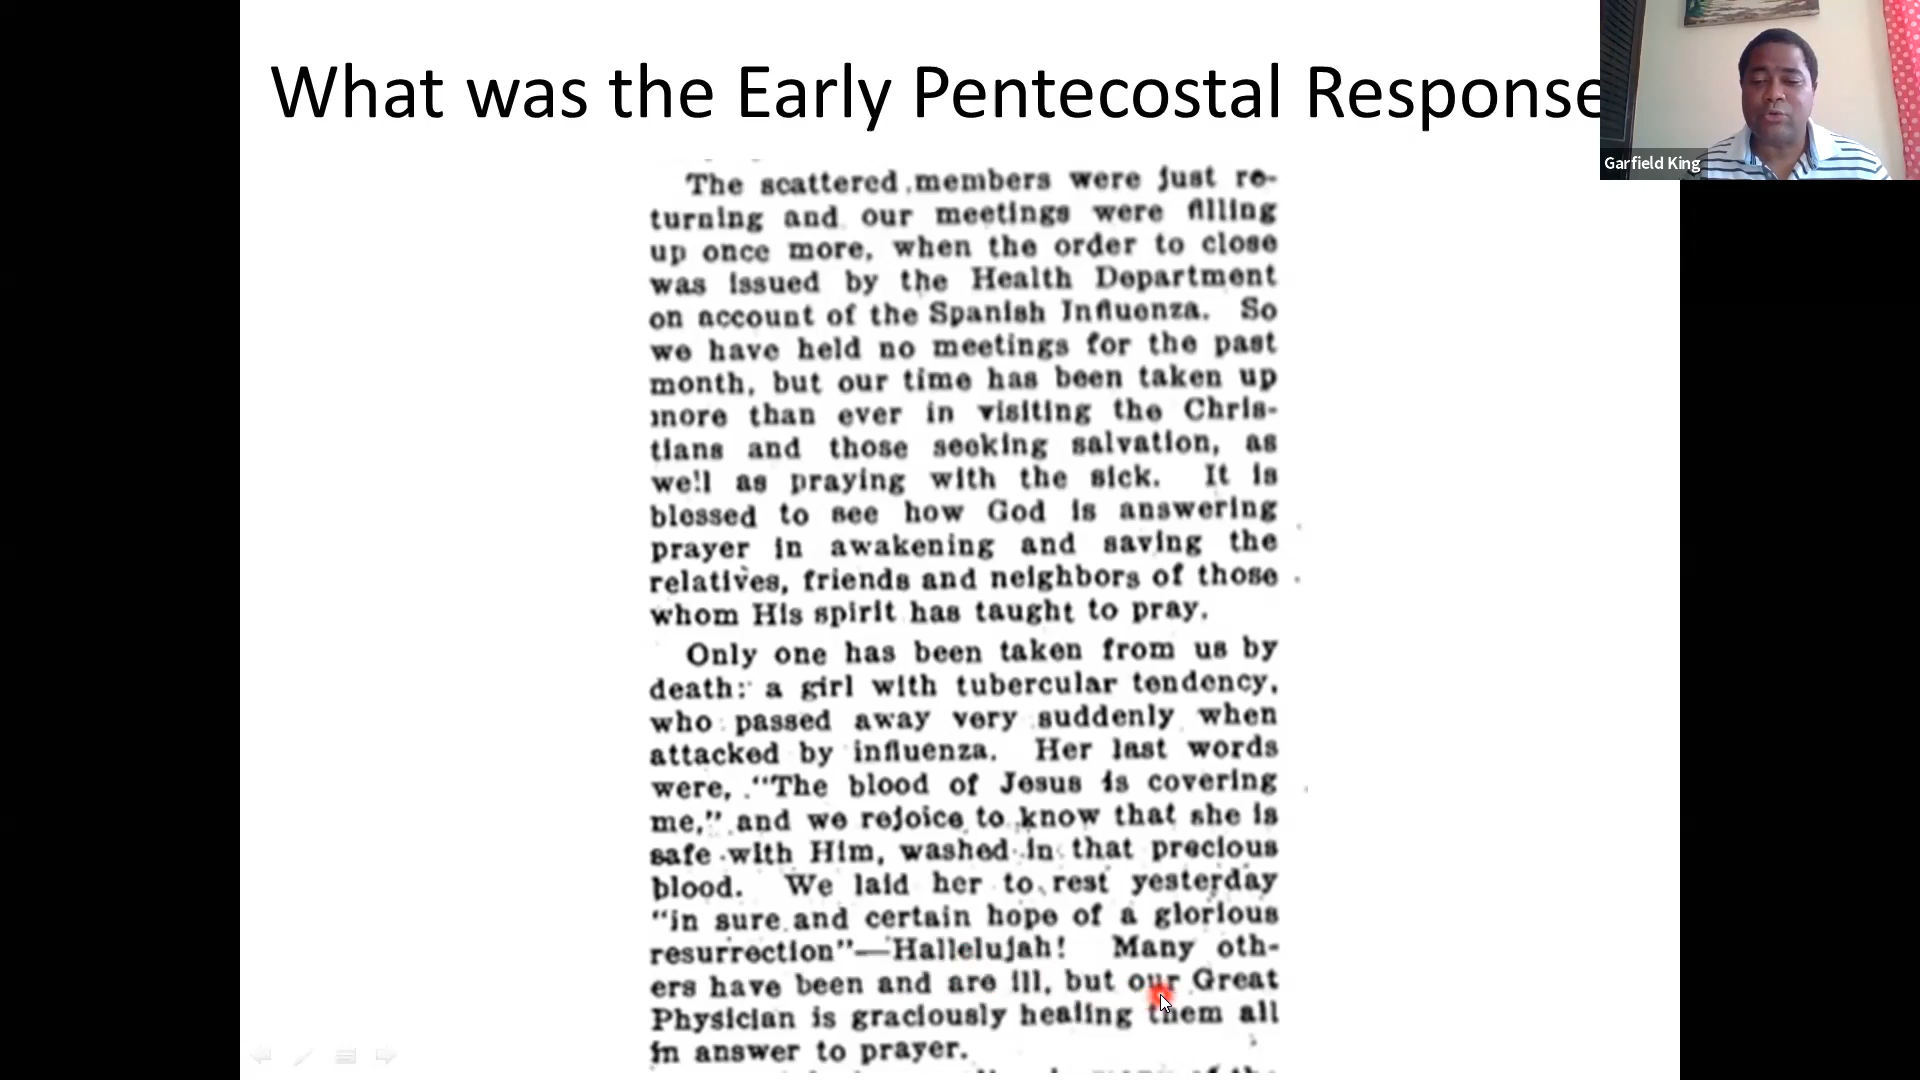 What was the Early Pentecostal Response
Garfield King
The scattered members were just re-
turning and our meetings were filling
up once more, when the order to close
was issued by the Health Department
on account of the Spanish Influenza. So
we have held no meetings for the past
month, but our time has been taken up
more than ever in visiting the Chris-
tians and those seeking salvation, as
well as praying with the sick. It is
blessed to see how God is answering
prayer in awakening and saving the
relatives, friends and neighbors of those
whom His spirit has taught to pray.
Only one has been taken from us by
death: a girl with tubercular tendency,
who passed away very suddenly when
attacked by influenza. Her last words
were, "The blood of Jesus is covering
me," and we rejoice to know that she is
safe with Him, washed in that precious
blood. We laid her to rest yesterday
"in sure and certain hope of a glorious
resurrection"—Hallelujah! Many oth-
ers have been and are ill, but our Great
Physician is graciously healing them all
in answer to prayer.